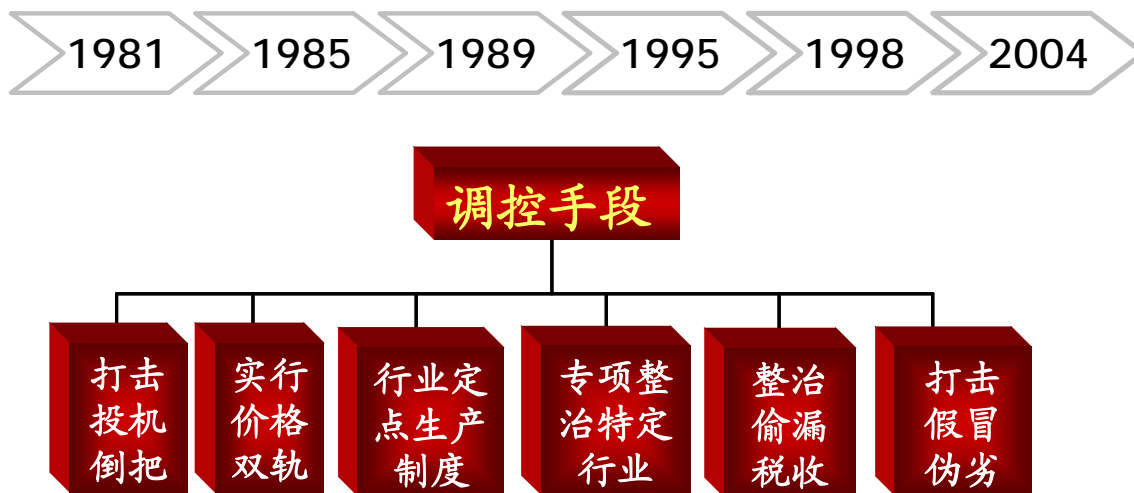 1981 1985 1989 1995 1998 2004
调控手段
打击
投机
倒把
实行
价格
双轨
行业定
点生产
制度
专项整
治特定
行业
整治
偷漏
税收
打击
假冒
伪劣